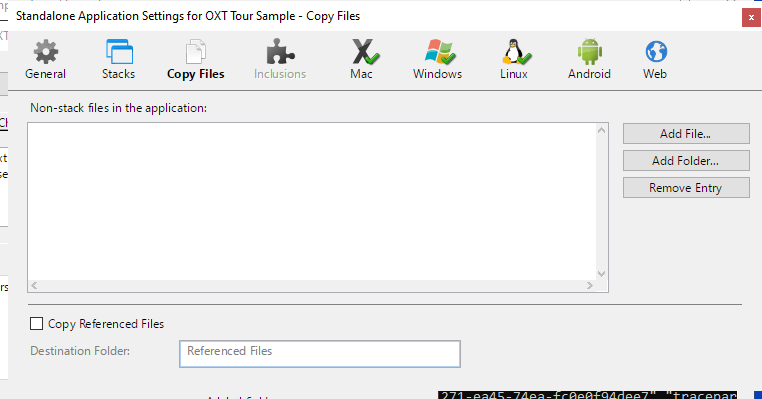 Standalone Application Settings for OXT Tour Sample - Copy Files
General Stacks Copy Files Inclusions Mac Windows Linux Android Web
Non-stack files in the application:
Add File...
Add Folder...
Remove Entry
Copy Referenced Files
Destination Folder: Referenced Files
271-ea45-74ea-fc0e0f94dee7" "tracepar